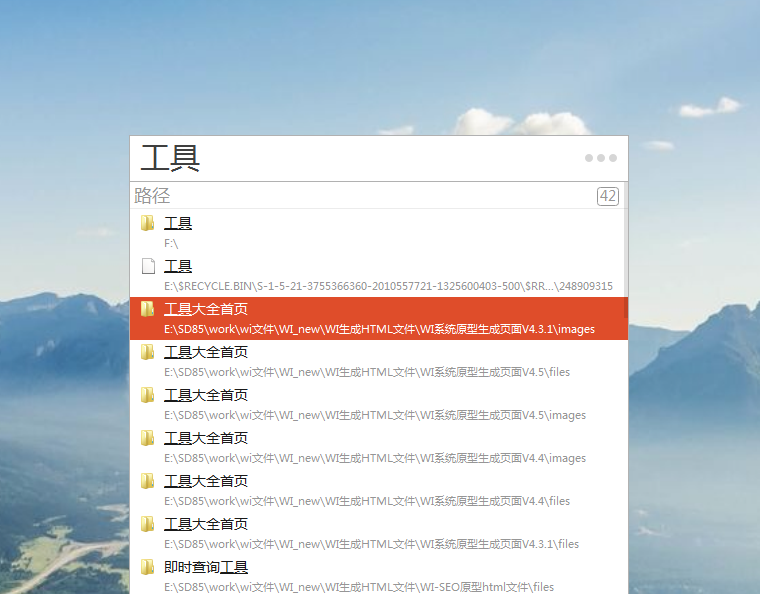 工具
路径
42
工具
F:\
工具
E:\$RECYCLE.BIN\S-1-5-21-3755366360-2010557721-1325600403-500\$RR...\248909315
工具大全首页
E:\SD85\work\wi文件\WI_new\WI生成HTML文件\WI系统原型生成页面V4.3.1\images
工具大全首页
E:\SD85\work\wi文件\WI_new\WI生成HTML文件\WI系统原型生成页面V4.5\files
工具大全首页
E:\SD85\work\wi文件\WI_new\WI生成HTML文件\WI系统原型生成页面V4.5\images
工具大全首页
E:\SD85\work\wi文件\WI_new\WI生成HTML文件\WI系统原型生成页面V4.4\images
工具大全首页
E:\SD85\work\wi文件\WI_new\WI生成HTML文件\WI系统原型生成页面V4.4\files
工具大全首页
E:\SD85\work\wi文件\WI_new\WI生成HTML文件\WI系统原型生成页面V4.3.1\files
即时查询工具
E:\SD85\work\wi文件\WI_new\WI生成HTML文件\WI-SEO原型html文件\files